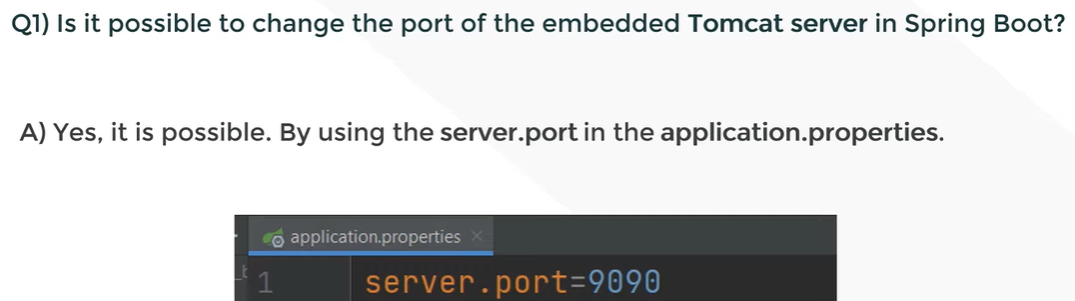 Q1) Is it possible to change the port of the embedded Tomcat server in Spring Boot?
A) Yes, it is possible. By using the server.port in the application.properties.
application.properties ×
1 server.port=9090